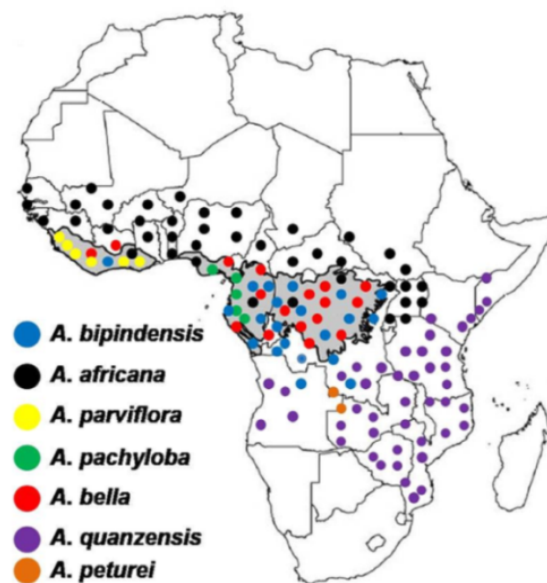 A. bipindensis
A. africana
A. parviflora
A. pachyloba
A. bella
A. quanzensis
A. peturei